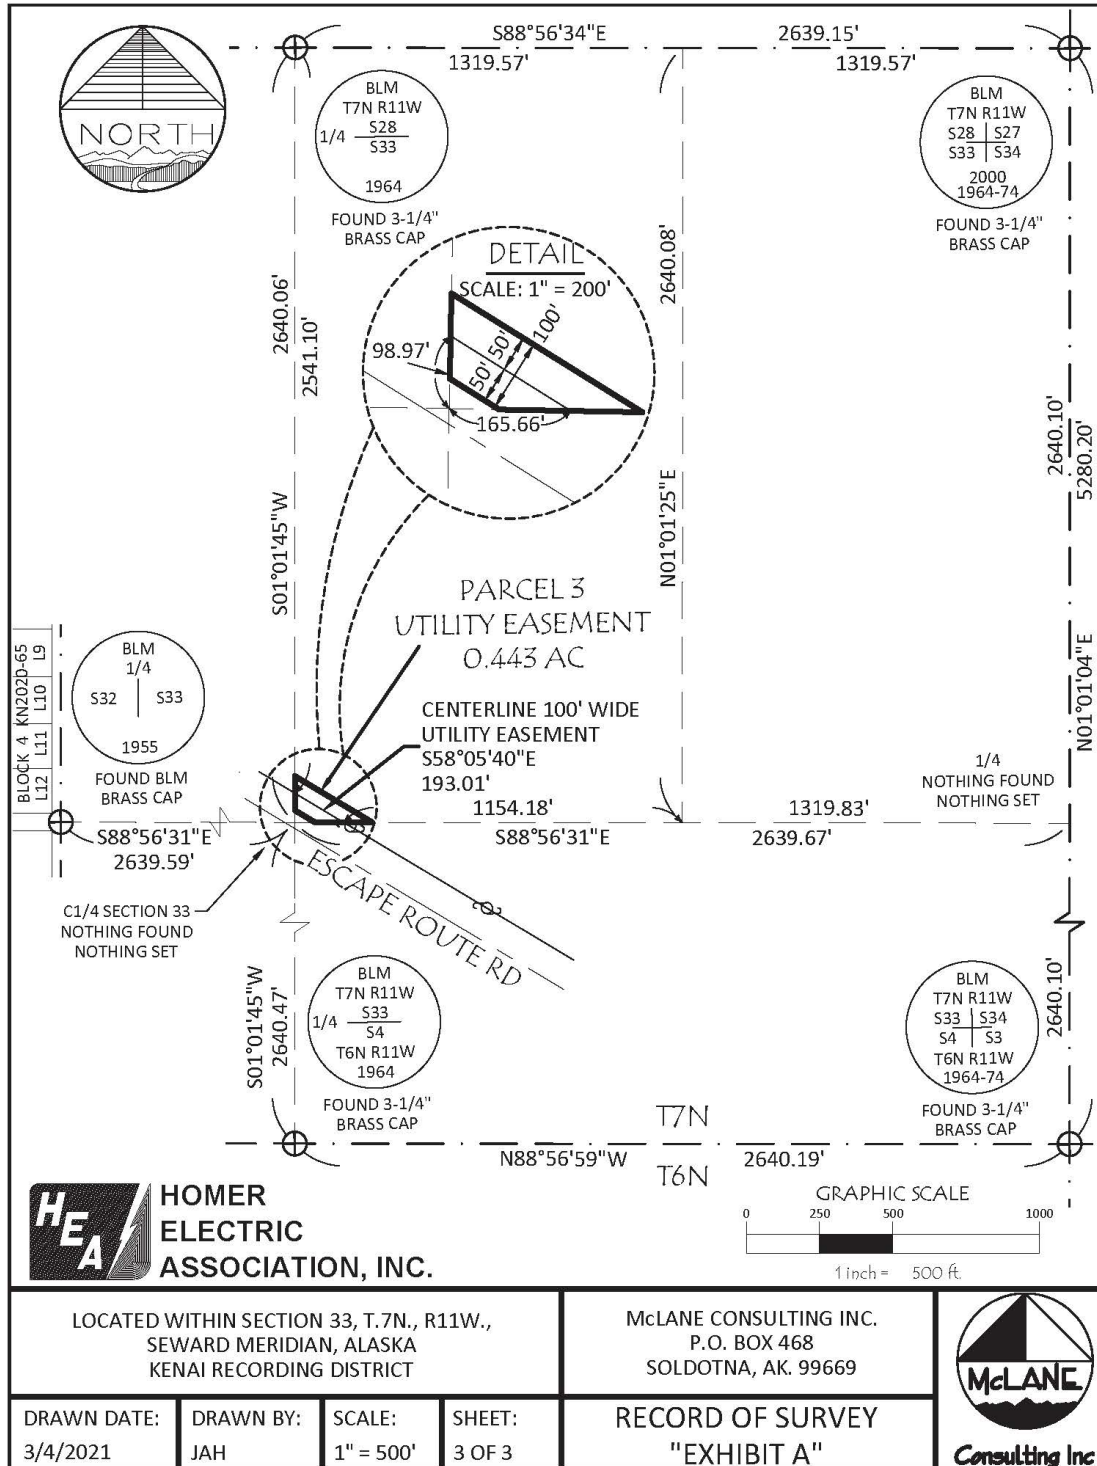 NORTH
S88°56'34"E
2639.15'
1319.57'
1319.57'
BLM
T7N R11W
S28
1/4
S33
1964
FOUND 3-1/4"
BRASS CAP
BLM
T7N R11W
S28 S27
S33 S34
2000
1964-74
FOUND 3-1/4"
BRASS CAP
DETAIL
SCALE: 1" = 200'
98.97'
50'
50'
100'
165.66'
2640.06'
2541.10'
S01°01'45"W
2640.08'
N01°01'25"E
2640.10'
5280.20'
N01°01'04"E
PARCEL 3
UTILITY EASEMENT
0.443 AC
CENTERLINE 100' WIDE
UTILITY EASEMENT
S58°05'40"E
193.01'
BLOCK 4 KN2020-65
L12 L11 L10 L9
BLM
1/4
S32 S33
1955
FOUND BLM
BRASS CAP
1/4
NOTHING FOUND
NOTHING SET
1154.18'
1319.83'
S88°56'31"E
2639.59'
S88°56'31"E
2639.67'
C1/4 SECTION 33
NOTHING FOUND
NOTHING SET
ESCAPE ROUTE RD
S01°01'45"W
2640.47'
BLM
T7N R11W
S33
1/4
S4
T6N R11W
1964
FOUND 3-1/4"
BRASS CAP
BLM
T7N R11W
S33 S34
S4 S3
T6N R11W
1964-74
FOUND 3-1/4"
BRASS CAP
2640.10'
T7N
N88°56'59"W
2640.19'
T6N
HEA
HOMER
ELECTRIC
ASSOCIATION, INC.
GRAPHIC SCALE
0 250 500 1000
1 inch = 500 ft.
LOCATED WITHIN SECTION 33, T.7N., R11W.,
SEWARD MERIDIAN, ALASKA
KENAI RECORDING DISTRICT
McLANE CONSULTING INC.
P.O. BOX 468
SOLDOTNA, AK. 99669
McLANE
Consulting Inc
DRAWN DATE:
3/4/2021
DRAWN BY:
JAH
SCALE:
1" = 500'
SHEET:
3 OF 3
RECORD OF SURVEY
"EXHIBIT A"